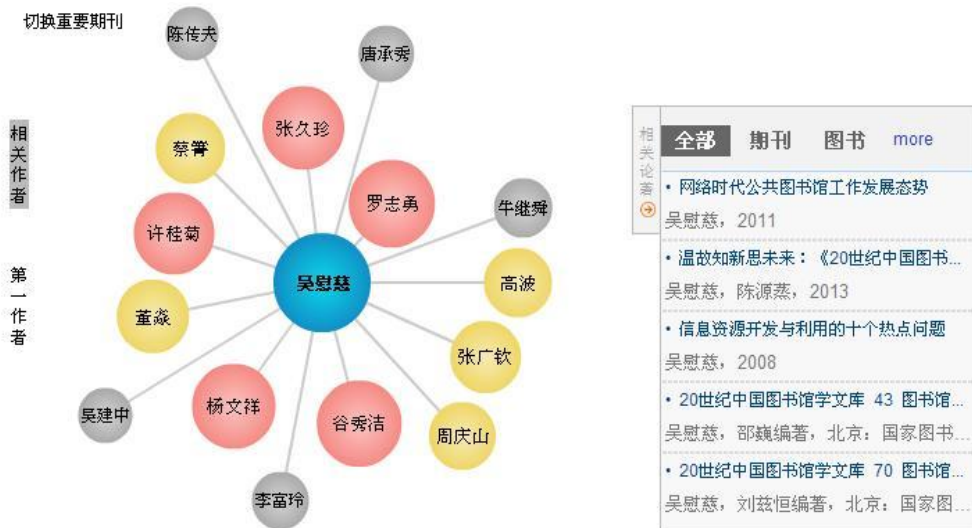 切换重要期刊
陈传夫
唐承秀
张久珍
蔡箐
罗志勇
牛继舜
许桂菊
吴慰慈
高波
董焱
张广钦
杨文祥
谷秀洁
周庆山
吴建中
李富玲
相关作者
第一作者
相关论著
全部 期刊 图书 more
• 网络时代公共图书馆工作发展态势
吴慰慈，2011
• 温故知新思未来：《20世纪中国图书...
吴慰慈，陈源蒸，2013
• 信息资源开发与利用的十个热点问题
吴慰慈，2008
• 20世纪中国图书馆学文库 43 图书馆...
吴慰慈，邵巍编著，北京：国家图书...
• 20世纪中国图书馆学文库 70 图书馆...
吴慰慈，刘兹恒编著，北京：国家图...